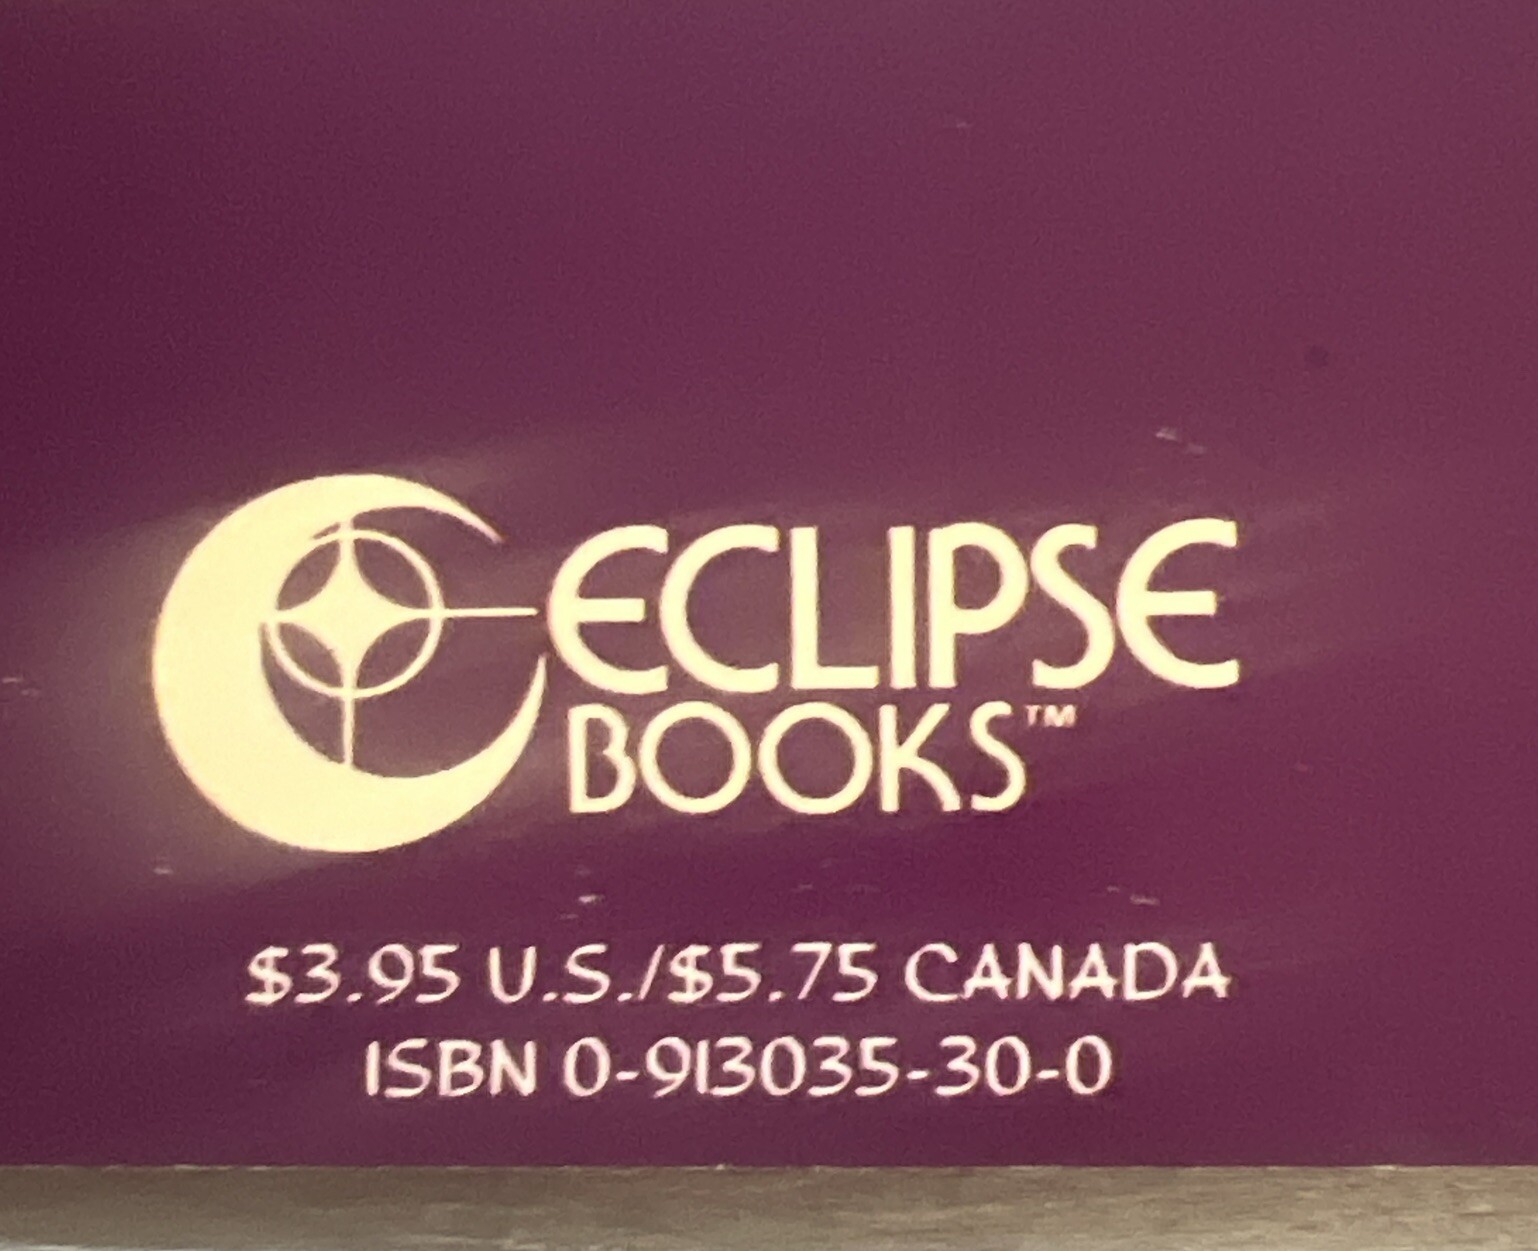 ECLIPSE
BOOKS™
$3.95 U.S./$5.75 CANADA
ISBN 0-913035-30-0